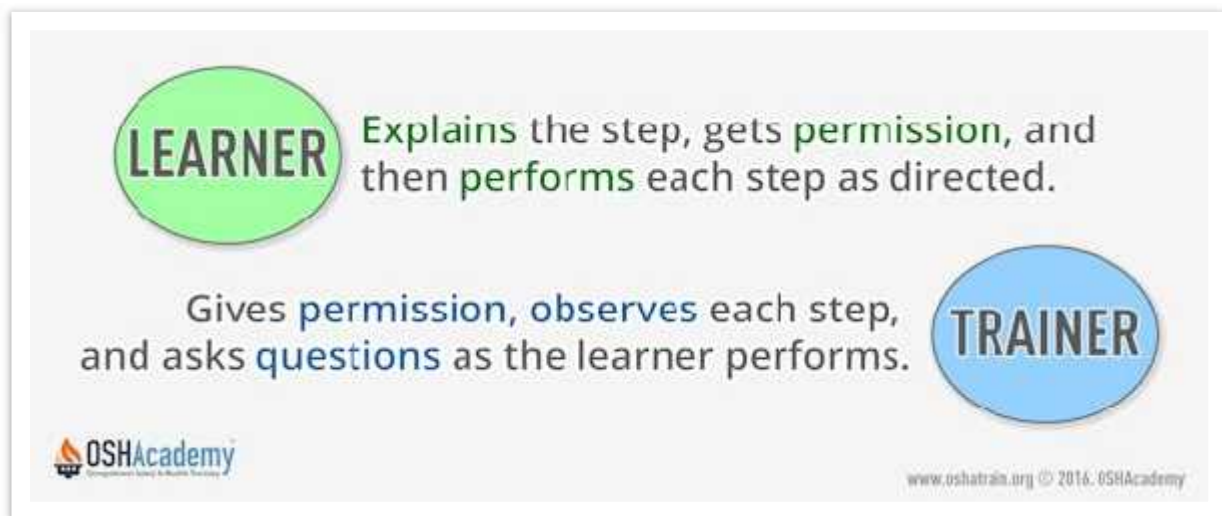 LEARNER
Explains the step, gets permission, and
then performs each step as directed.
Gives permission, observes each step,
and asks questions as the learner performs.
TRAINER
OSHAcademy
www.oshatrain.org © 2016. OSHAcademy